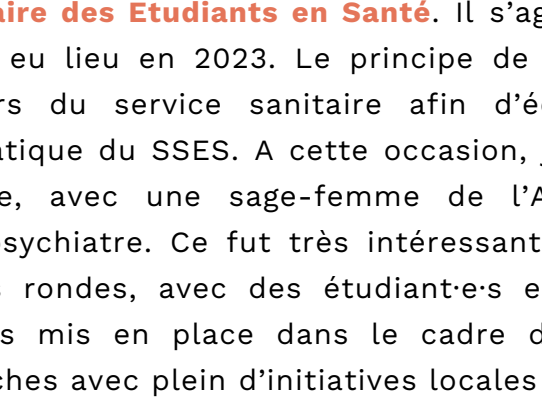 aire des Etudiants en Santé. Il s'ag
eu lieu en 2023. Le principe de
rs du service sanitaire afin d'é
atique du SSES. A cette occasion,
e, avec une sage-femme de l'A
psychiatre. Ce fut très intéressant
s rondes, avec des étudiant·e·s e
s mis en place dans le cadre d
ches avec plein d'initiatives locales